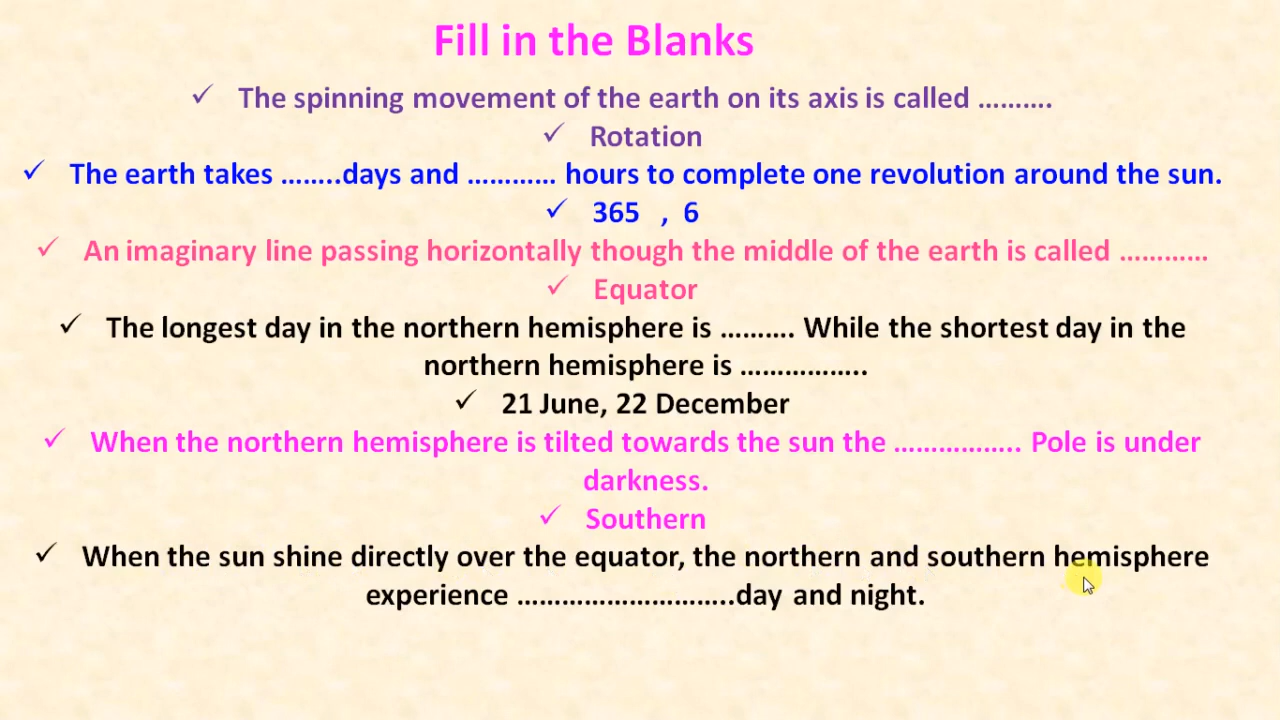 Fill in the Blanks
✓ The spinning movement of the earth on its axis is called ……….
✓ Rotation
✓ The earth takes ……..days and ………… hours to complete one revolution around the sun.
✓ 365 , 6
✓ An imaginary line passing horizontally though the middle of the earth is called …………
✓ Equator
✓ The longest day in the northern hemisphere is ………. While the shortest day in the
northern hemisphere is ……………..
✓ 21 June, 22 December
✓ When the northern hemisphere is tilted towards the sun the …………….. Pole is under
darkness.
✓ Southern
✓ When the sun shine directly over the equator, the northern and southern hemisphere
experience ………………………..day and night.